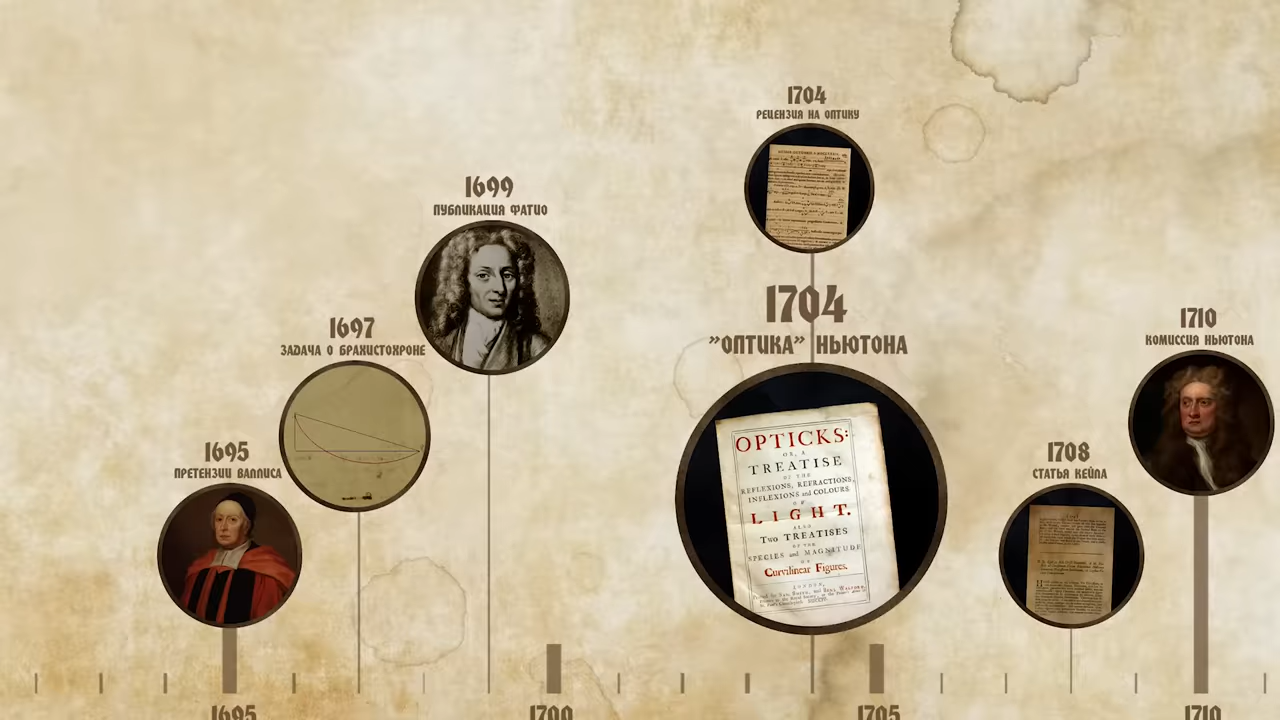 1704
РЕЦЕНЗИЯ НА ОПТИКУ
1699
ПУБЛИКАЦИЯ ФАТИО
1704
"ОПТИКА" НЬЮТОНА
1697
ЗАДАЧА О БРАХИСТОХРОНЕ
1710
КОМИССИЯ НЬЮТОНА
1695
ПРЕТЕНЗИИ ВАЛЛИСА
1708
СТАТЬЯ КЕЙЛА
OPTICKS:
OR, A
TREATISE
OF THE
REFLEXIONS, REFRACTIONS,
INFLEXIONS and COLOURS
OF
LIGHT.
ALSO
Two TREATISES
OF THE
SPECIES and MAGNITUDE
OF
Curvilinear Figures.
LONDON,
1695
1700
1705
1710